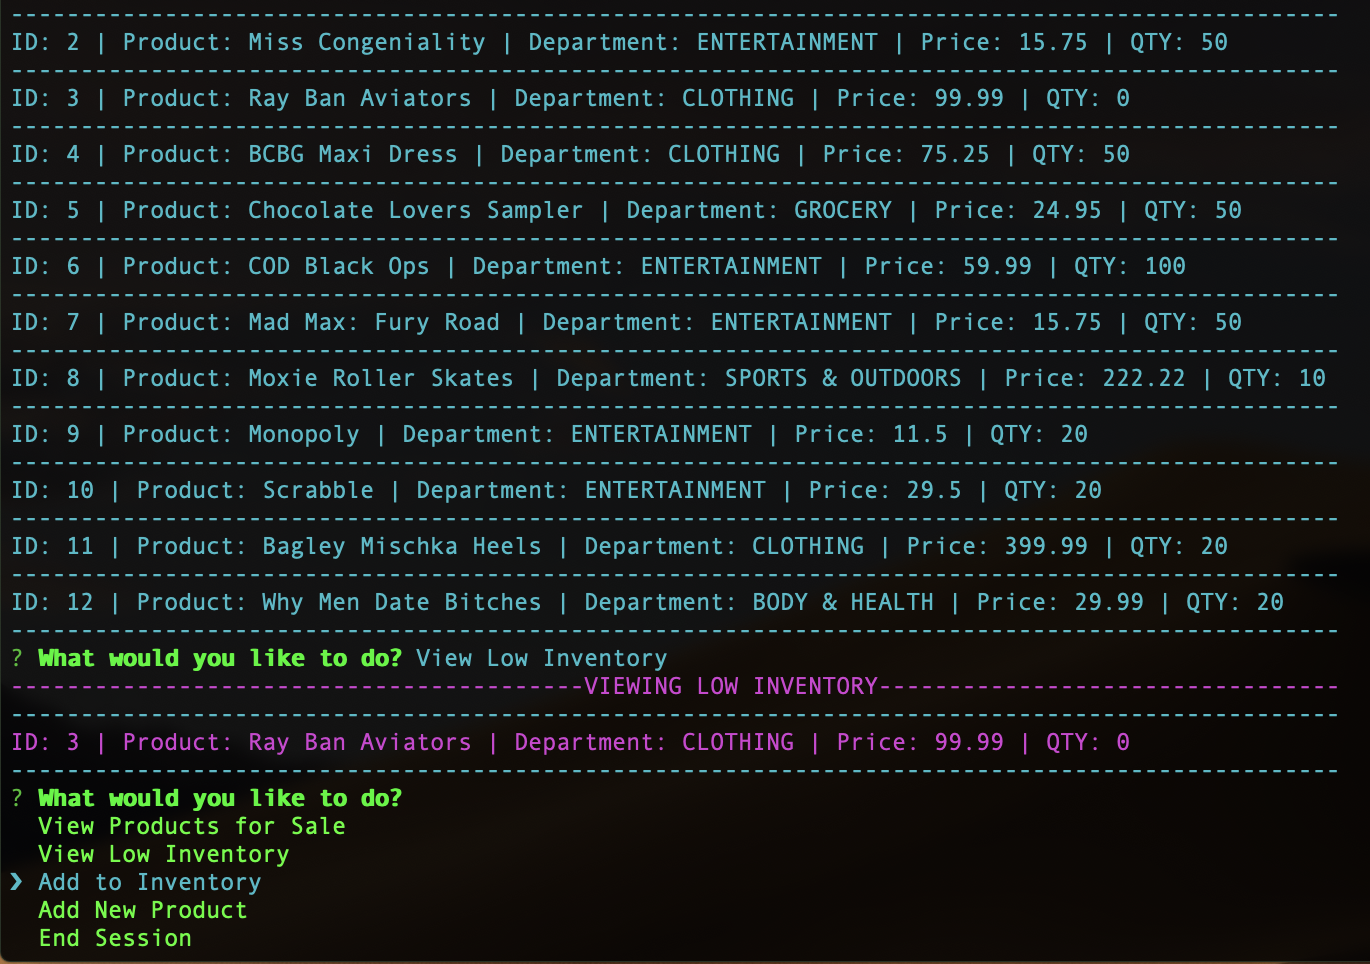 -----------------------------------------------------------------------------------------------
ID: 2 | Product: Miss Congeniality | Department: ENTERTAINMENT | Price: 15.75 | QTY: 50
-----------------------------------------------------------------------------------------------
ID: 3 | Product: Ray Ban Aviators | Department: CLOTHING | Price: 99.99 | QTY: 0
-----------------------------------------------------------------------------------------------
ID: 4 | Product: BCBG Maxi Dress | Department: CLOTHING | Price: 75.25 | QTY: 50
-----------------------------------------------------------------------------------------------
ID: 5 | Product: Chocolate Lovers Sampler | Department: GROCERY | Price: 24.95 | QTY: 50
-----------------------------------------------------------------------------------------------
ID: 6 | Product: COD Black Ops | Department: ENTERTAINMENT | Price: 59.99 | QTY: 100
-----------------------------------------------------------------------------------------------
ID: 7 | Product: Mad Max: Fury Road | Department: ENTERTAINMENT | Price: 15.75 | QTY: 50
-----------------------------------------------------------------------------------------------
ID: 8 | Product: Moxie Roller Skates | Department: SPORTS & OUTDOORS | Price: 222.22 | QTY: 10
-----------------------------------------------------------------------------------------------
ID: 9 | Product: Monopoly | Department: ENTERTAINMENT | Price: 11.5 | QTY: 20
-----------------------------------------------------------------------------------------------
ID: 10 | Product: Scrabble | Department: ENTERTAINMENT | Price: 29.5 | QTY: 20
-----------------------------------------------------------------------------------------------
ID: 11 | Product: Bagley Mischka Heels | Department: CLOTHING | Price: 399.99 | QTY: 20
-----------------------------------------------------------------------------------------------
ID: 12 | Product: Why Men Date Bitches | Department: BODY & HEALTH | Price: 29.99 | QTY: 20
-----------------------------------------------------------------------------------------------
? What would you like to do? View Low Inventory
-----------------------------------------VIEWING LOW INVENTORY---------------------------------
-----------------------------------------------------------------------------------------------
ID: 3 | Product: Ray Ban Aviators | Department: CLOTHING | Price: 99.99 | QTY: 0
-----------------------------------------------------------------------------------------------
? What would you like to do?
View Products for Sale
View Low Inventory
❯ Add to Inventory
Add New Product
End Session